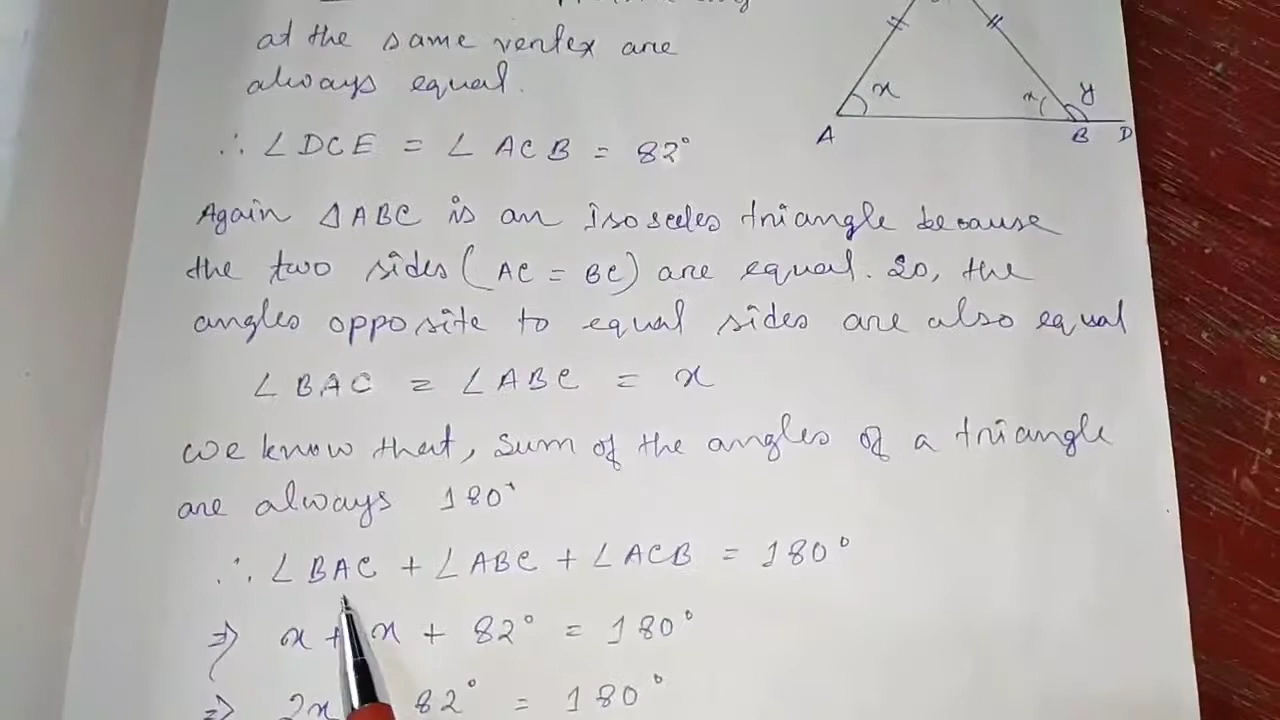 at the same vertex are
always equal.
∴ ∠DCE = ∠ACB = 82°
Again △ABC is an isosceles triangle because
the two sides (AC = BC) are equal. So, the
angles opposite to equal sides are also equal
∠BAC = ∠ABC = x
We know that, sum of the angles of a triangle
are always 180°
∴ ∠BAC + ∠ABC + ∠ACB = 180°
⇒ x + x + 82° = 180°
⇒ 2x 82° = 180°
x
x
y
A
B
D